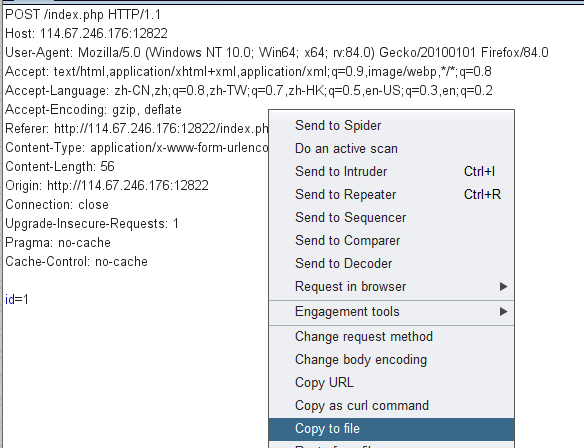 POST /index.php HTTP/1.1
Host: 114.67.246.176:12822
User-Agent: Mozilla/5.0 (Windows NT 10.0; Win64; x64; rv:84.0) Gecko/20100101 Firefox/84.0
Accept: text/html,application/xhtml+xml,application/xml;q=0.9,image/webp,*/*;q=0.8
Accept-Language: zh-CN,zh;q=0.8,zh-TW;q=0.7,zh-HK;q=0.5,en-US;q=0.3,en;q=0.2
Accept-Encoding: gzip, deflate
Referer: http://114.67.246.176:12822/index.ph
Content-Type: application/x-www-form-urlenco
Content-Length: 56
Origin: http://114.67.246.176:12822
Connection: close
Upgrade-Insecure-Requests: 1
Pragma: no-cache
Cache-Control: no-cache
id=1
Send to Spider
Do an active scan
Send to Intruder Ctrl+I
Send to Repeater Ctrl+R
Send to Sequencer
Send to Comparer
Send to Decoder
Request in browser
Engagement tools
Change request method
Change body encoding
Copy URL
Copy as curl command
Copy to file